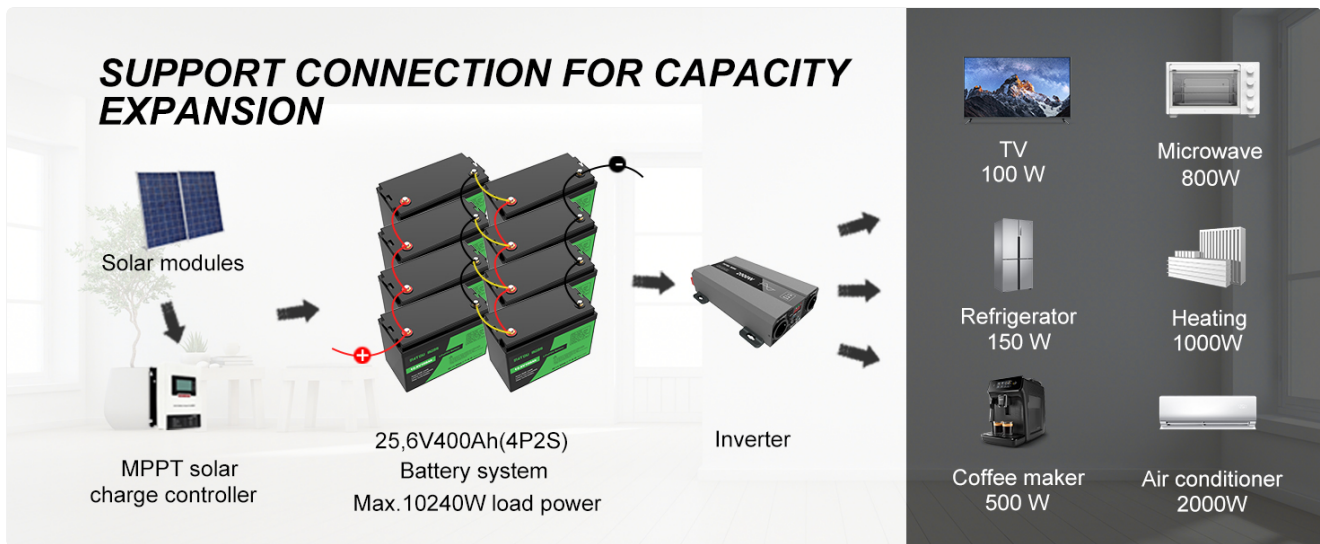 SUPPORT CONNECTION FOR CAPACITY
EXPANSION
Solar modules
MPPT solar
charge controller
25,6V400Ah(4P2S)
Battery system
Max.10240W load power
Inverter
TV
100 W
Microwave
800W
Refrigerator
150 W
Heating
1000W
Coffee maker
500 W
Air conditioner
2000W